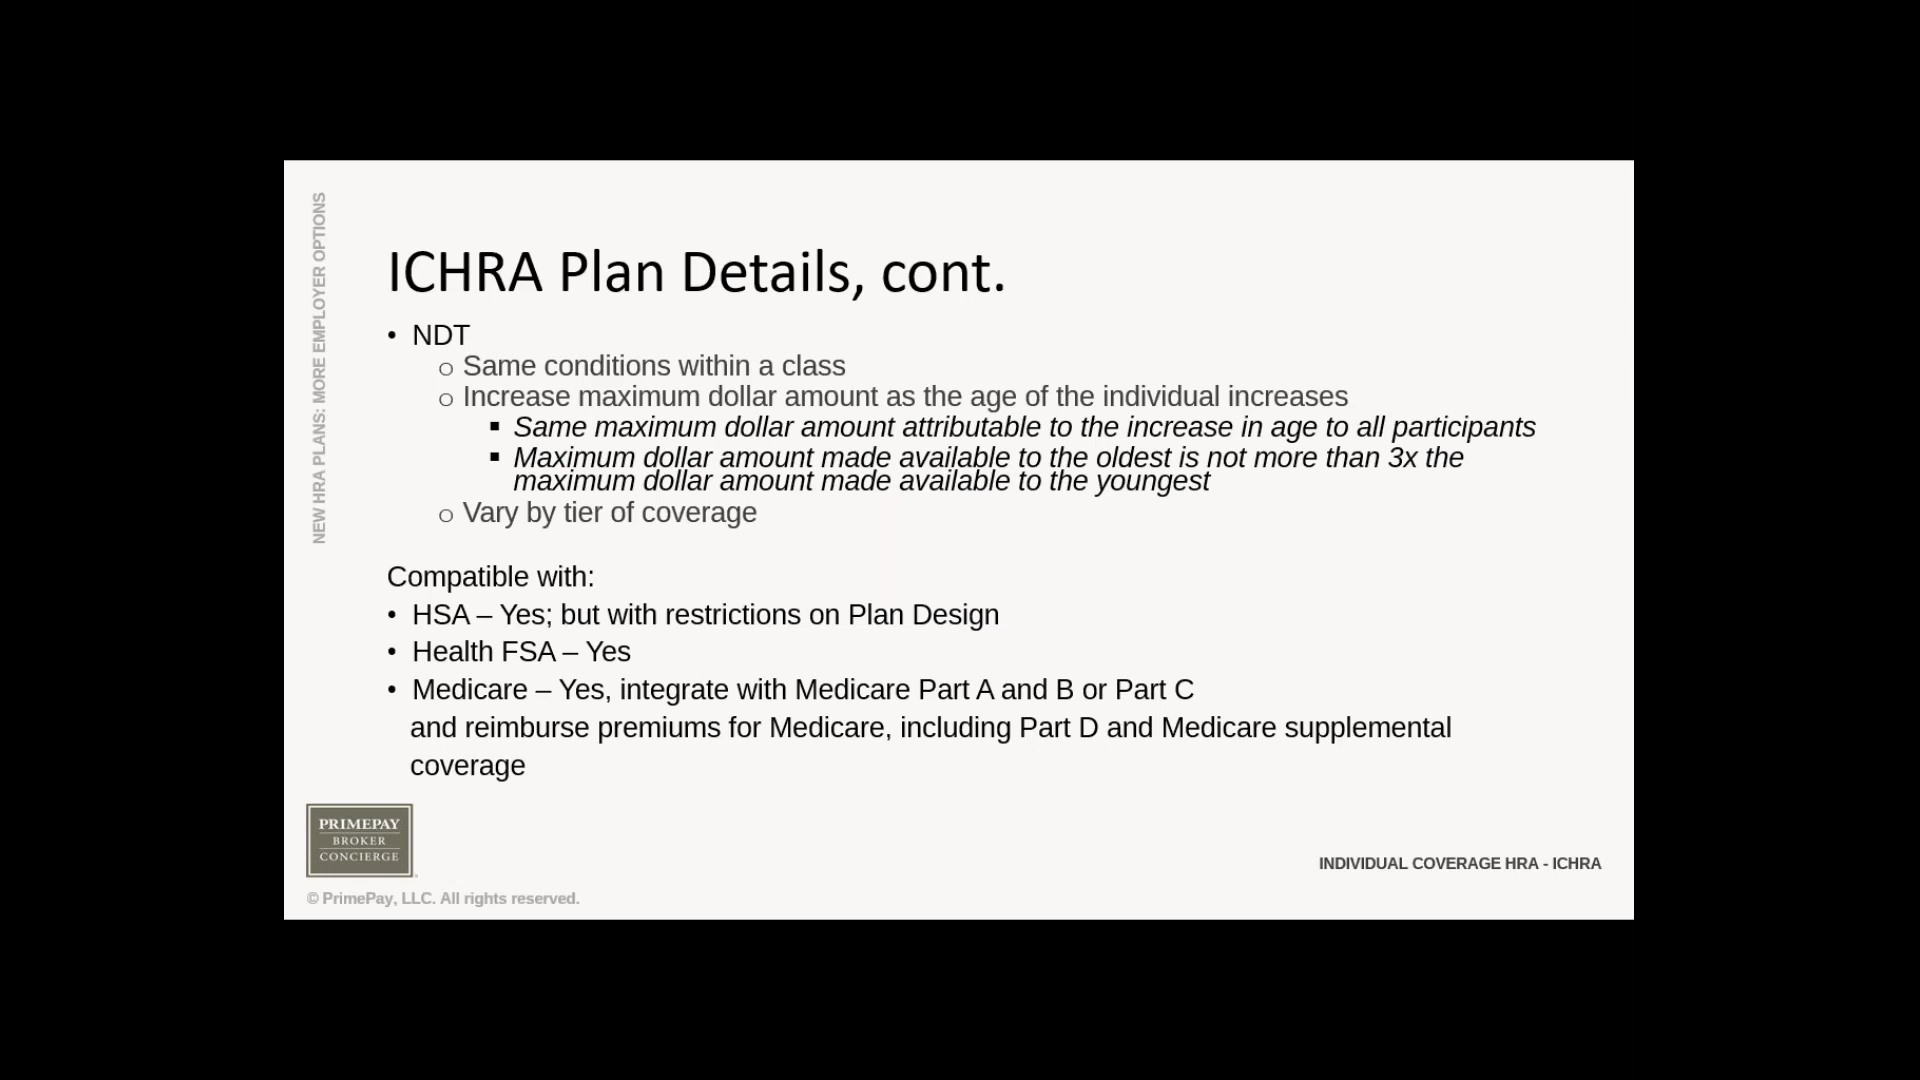 NEW HRA PLANS: MORE EMPLOYER OPTIONS
ICHRA Plan Details, cont.
• NDT
o Same conditions within a class
o Increase maximum dollar amount as the age of the individual increases
▪ Same maximum dollar amount attributable to the increase in age to all participants
▪ Maximum dollar amount made available to the oldest is not more than 3x the
maximum dollar amount made available to the youngest
o Vary by tier of coverage
Compatible with:
• HSA – Yes; but with restrictions on Plan Design
• Health FSA – Yes
• Medicare – Yes, integrate with Medicare Part A and B or Part C
and reimburse premiums for Medicare, including Part D and Medicare supplemental
coverage
PRIMEPAY
BROKER
CONCIERGE
INDIVIDUAL COVERAGE HRA - ICHRA
© PrimePay, LLC. All rights reserved.